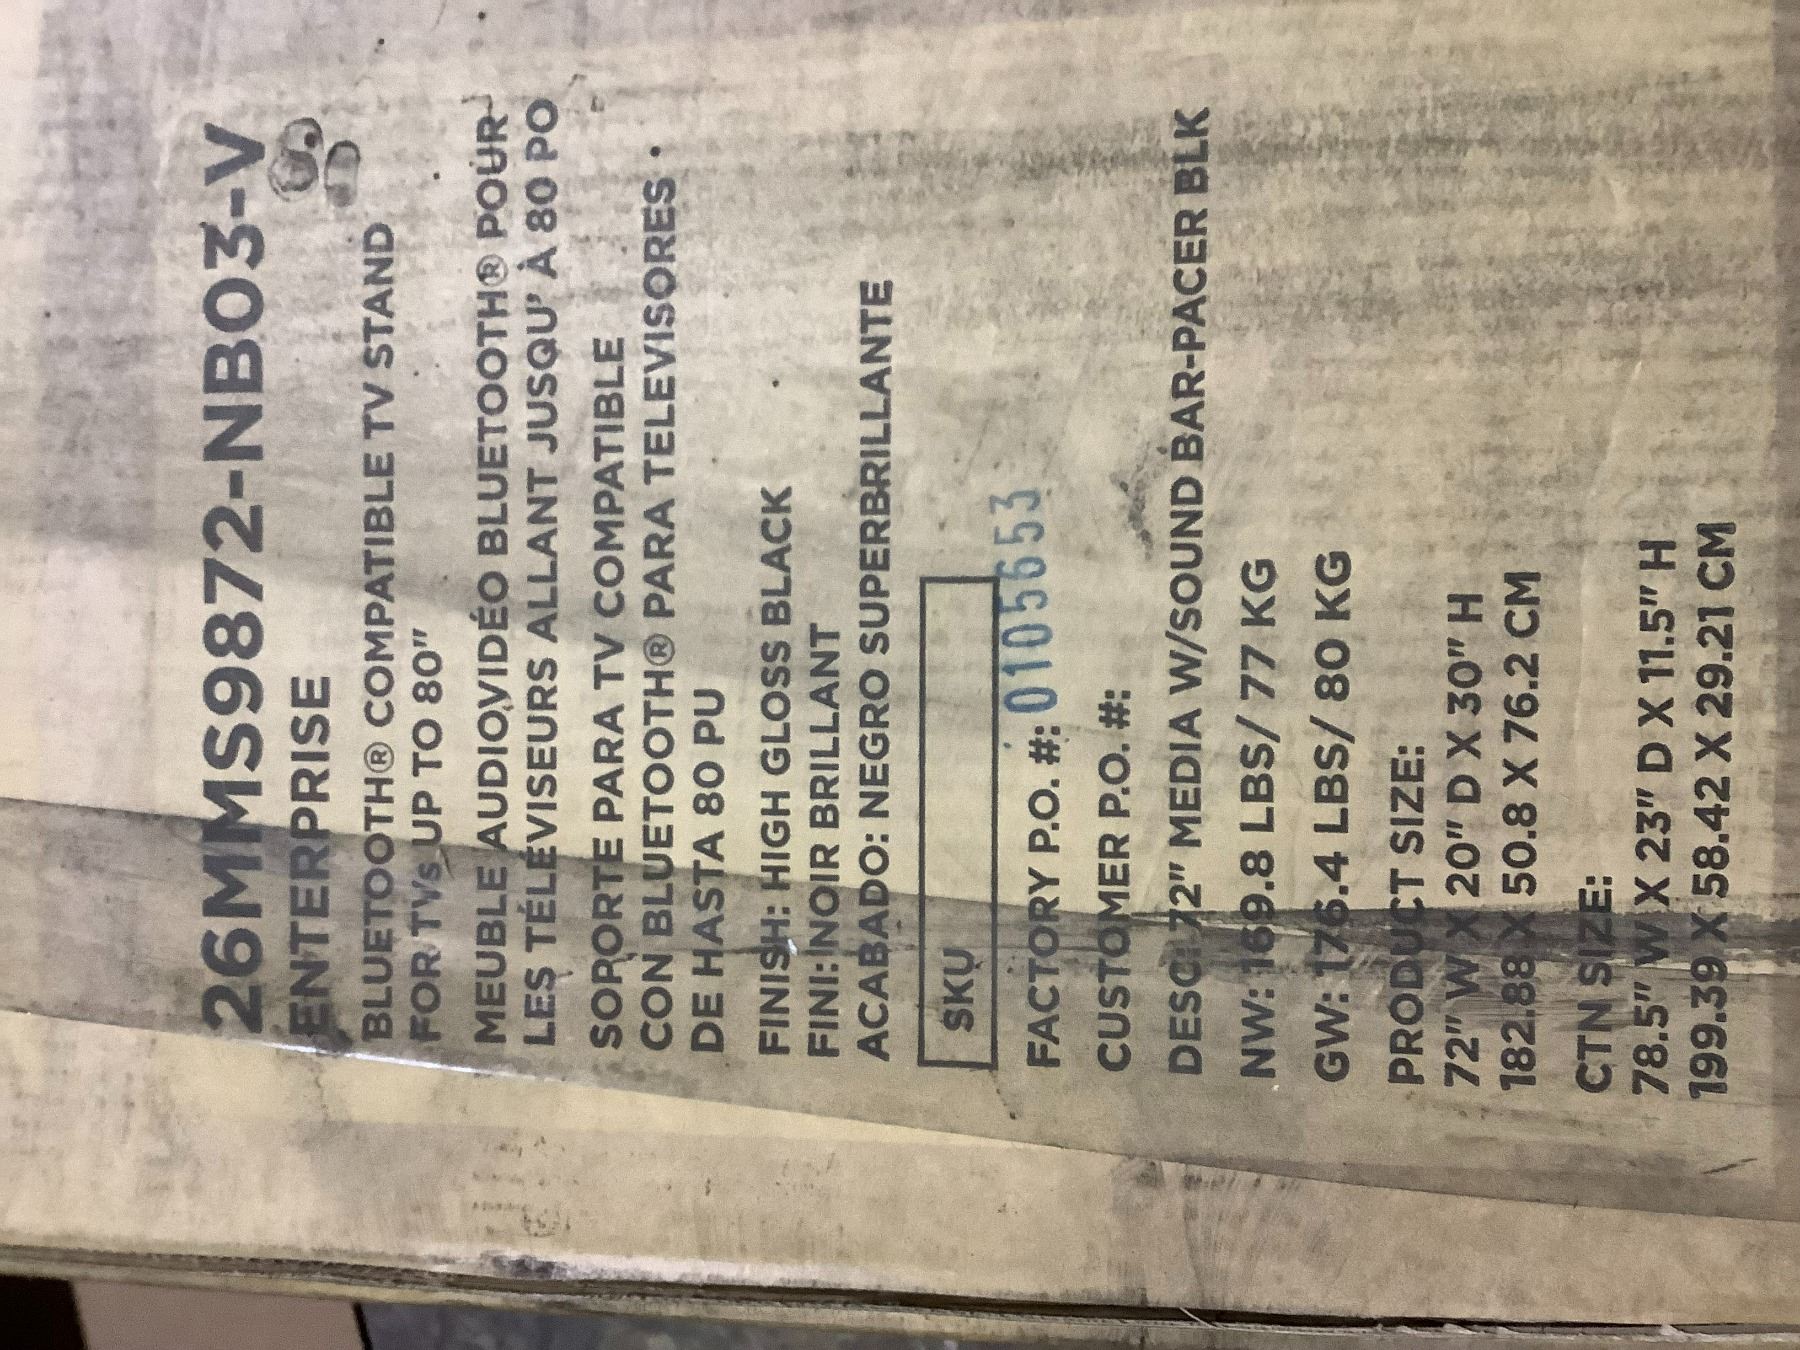 26MMS9872-NB03-V
ENTERPRISE
BLUETOOTH® COMPATIBLE TV STAND
FOR TVs UP TO 80"
MEUBLE AUDIOVIDÉO BLUETOOTH® POUR
LES TÉLÉVISEURS ALLANT JUSQU' À 80 PO
SOPORTE PARA TV COMPATIBLE
CON BLUETOOTH® PARA TELEVISORES
DE HASTA 80 PU
FINISH: HIGH GLOSS BLACK
FINI: NOIR BRILLANT
ACABADO: NEGRO SUPERBRILLANTE
SKU
FACTORY P.O. #: 0105653
CUSTOMER P.O. #:
DESC: 72" MEDIA W/SOUND BAR-PACER BLK
NW: 169.8 LBS/ 77 KG
GW: 176.4 LBS/ 80 KG
PRODUCT SIZE:
72" W X 20" D X 30" H
182.88 X 50.8 X 76.2 CM
CTN SIZE:
78.5" W X 23" D X 11.5" H
199.39 X 58.42 X 29.21 CM